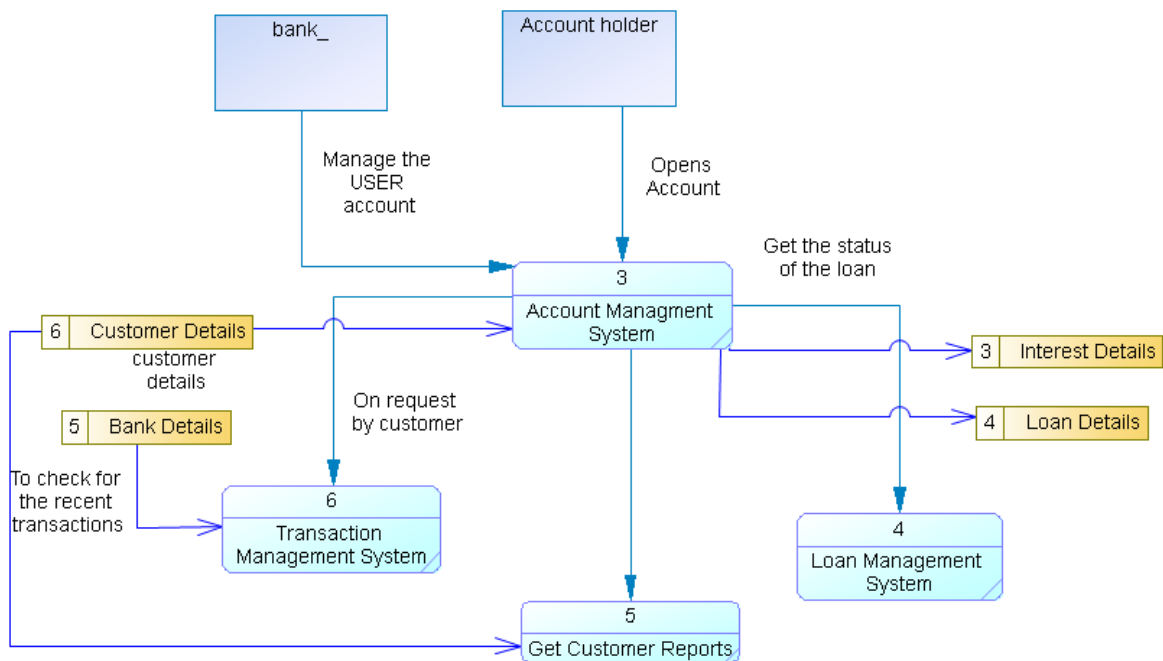 bank_
Account holder
Manage the
USER
account
Opens
Account
Get the status
of the loan
3
Account Managment
System
6 Customer Details
customer
details
3 Interest Details
On request
by customer
4 Loan Details
5 Bank Details
To check for
the recent
transactions
6
Transaction
Management System
4
Loan Management
System
5
Get Customer Reports